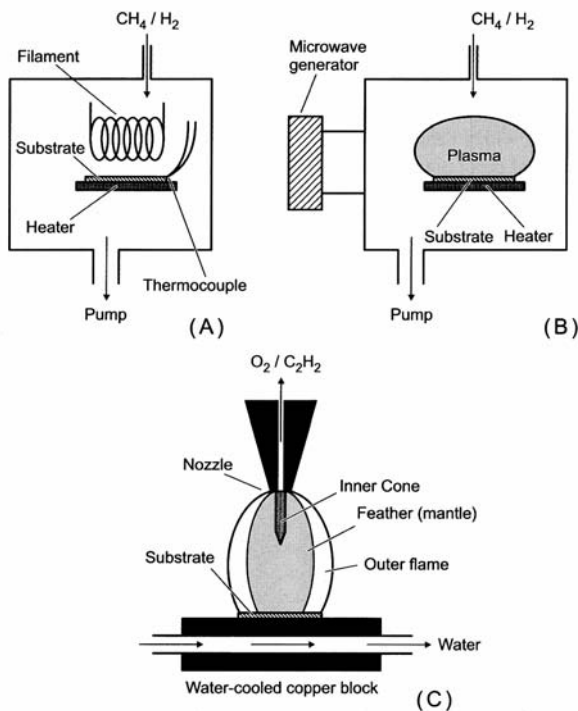 CH4 / H2
Filament
Substrate
Heater
Thermocouple
Pump
(A)
CH4 / H2
Microwave
generator
Plasma
Substrate
Heater
Pump
(B)
O2 / C2H2
Nozzle
Inner Cone
Feather (mantle)
Substrate
Outer flame
Water
Water-cooled copper block
(C)